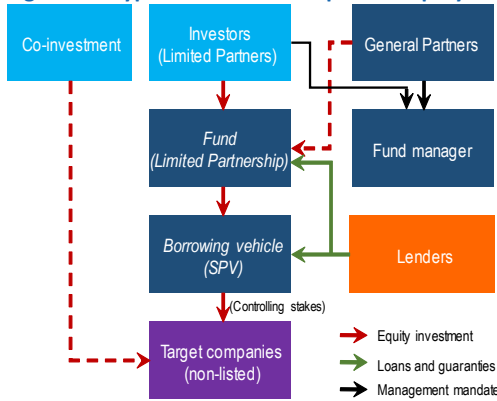 Co-investment
Investors
(Limited Partners)
General Partners
Fund
(Limited Partnership)
Fund manager
Borrowing vehicle
(SPV)
Lenders
(Controlling stakes)
Target companies
(non-listed)
Equity investment
Loans and guaranties
Management mandate